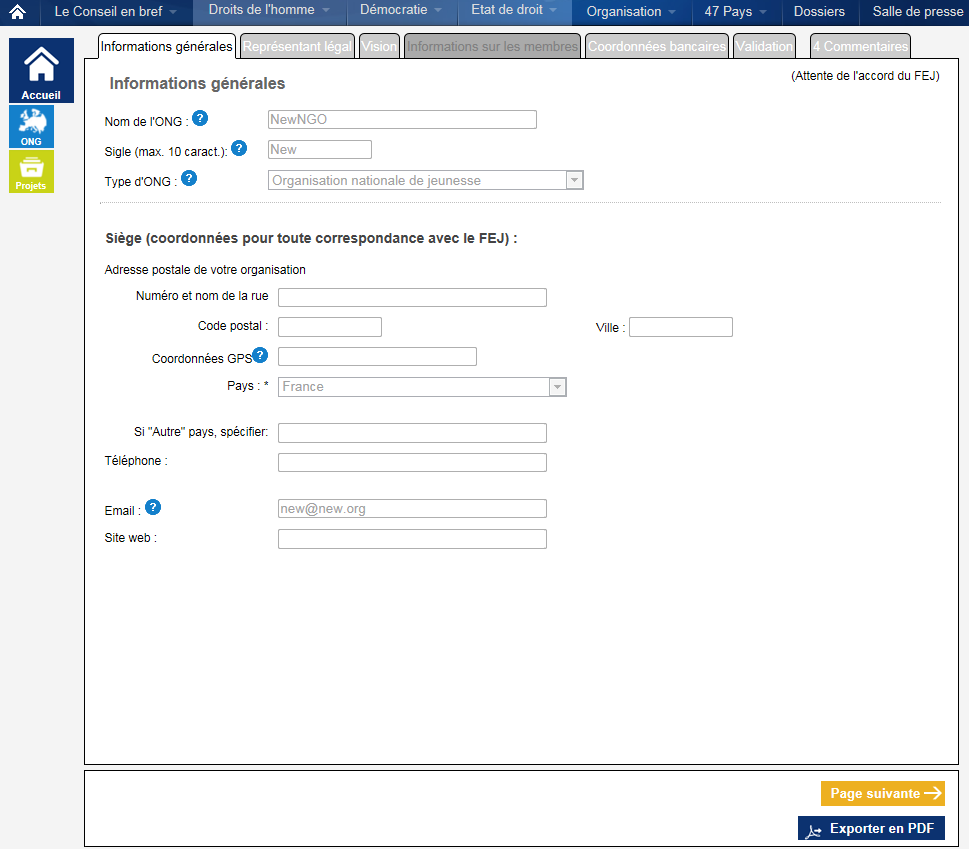 Le Conseil en bref Droits de l'homme Démocratie Etat de droit Organisation 47 Pays Dossiers Salle de presse
Accueil
ONG
Projets
Informations générales Représentant légal Vision Informations sur les membres Coordonnées bancaires Validation 4 Commentaires
(Attente de l'accord du FEJ)
Informations générales
Nom de l'ONG : ? NewNGO
Sigle (max. 10 caract.): ? New
Type d'ONG : ? Organisation nationale de jeunesse
Siège (coordonnées pour toute correspondance avec le FEJ) :
Adresse postale de votre organisation
Numéro et nom de la rue
Code postal : Ville :
Coordonnées GPS ?
Pays : * France
Si "Autre" pays, spécifier:
Téléphone :
Email : ? new@new.org
Site web :
Page suivante
Exporter en PDF